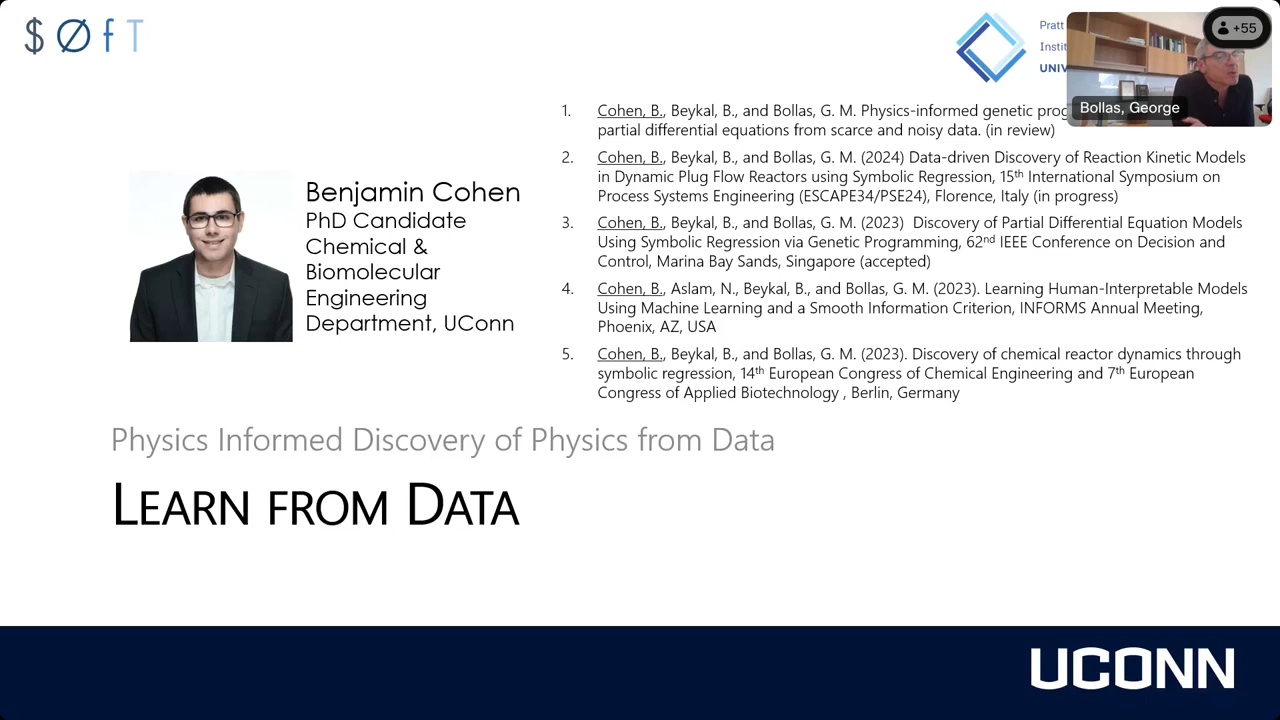 $ØfT
Pratt
Instit
UNIV
+55
Bollas, George
1. Cohen, B., Beykal, B., and Bollas, G. M. Physics-informed genetic prog
partial differential equations from scarce and noisy data. (in review)
2. Cohen, B., Beykal, B., and Bollas, G. M. (2024) Data-driven Discovery of Reaction Kinetic Models
in Dynamic Plug Flow Reactors using Symbolic Regression, 15th International Symposium on
Process Systems Engineering (ESCAPE34/PSE24), Florence, Italy (in progress)
3. Cohen, B., Beykal, B., and Bollas, G. M. (2023) Discovery of Partial Differential Equation Models
Using Symbolic Regression via Genetic Programming, 62nd IEEE Conference on Decision and
Control, Marina Bay Sands, Singapore (accepted)
4. Cohen, B., Aslam, N., Beykal, B., and Bollas, G. M. (2023). Learning Human-Interpretable Models
Using Machine Learning and a Smooth Information Criterion, INFORMS Annual Meeting,
Phoenix, AZ, USA
5. Cohen, B., Beykal, B., and Bollas, G. M. (2023). Discovery of chemical reactor dynamics through
symbolic regression, 14th European Congress of Chemical Engineering and 7th European
Congress of Applied Biotechnology , Berlin, Germany
Benjamin Cohen
PhD Candidate
Chemical &
Biomolecular
Engineering
Department, UConn
Physics Informed Discovery of Physics from Data
LEARN FROM DATA
UCONN